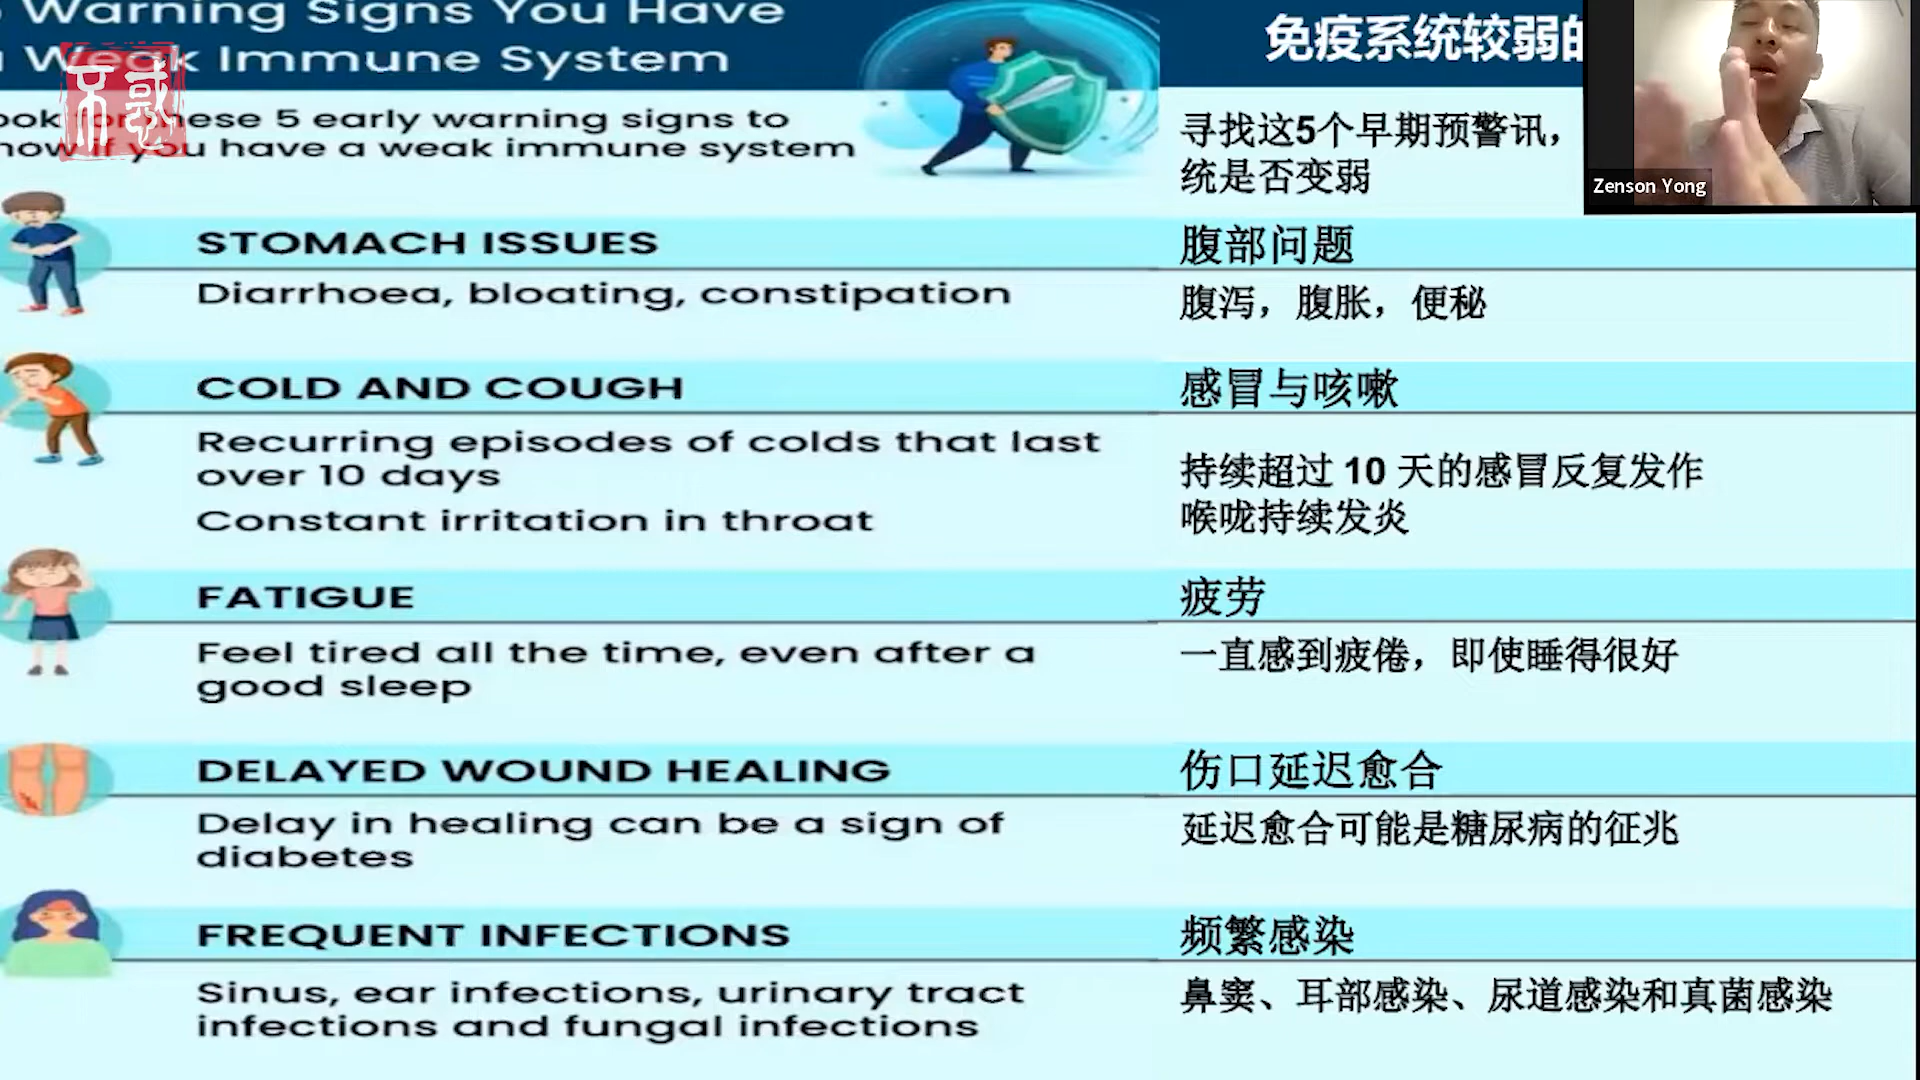 Warning Signs You Have
Weak Immune System
免疫系统较弱的
不惑
these 5 early warning signs to
if you have a weak immune system
寻找这5个早期预警讯，
统是否变弱
Zenson Yong
STOMACH ISSUES
腹部问题
Diarrhoea, bloating, constipation
腹泻，腹胀，便秘
COLD AND COUGH
感冒与咳嗽
Recurring episodes of colds that last
over 10 days
Constant irritation in throat
持续超过 10 天的感冒反复发作
喉咙持续发炎
FATIGUE
疲劳
Feel tired all the time, even after a
good sleep
一直感到疲倦，即使睡得很好
DELAYED WOUND HEALING
伤口延迟愈合
Delay in healing can be a sign of
diabetes
延迟愈合可能是糖尿病的征兆
FREQUENT INFECTIONS
频繁感染
Sinus, ear infections, urinary tract
infections and fungal infections
鼻窦、耳部感染、尿道感染和真菌感染